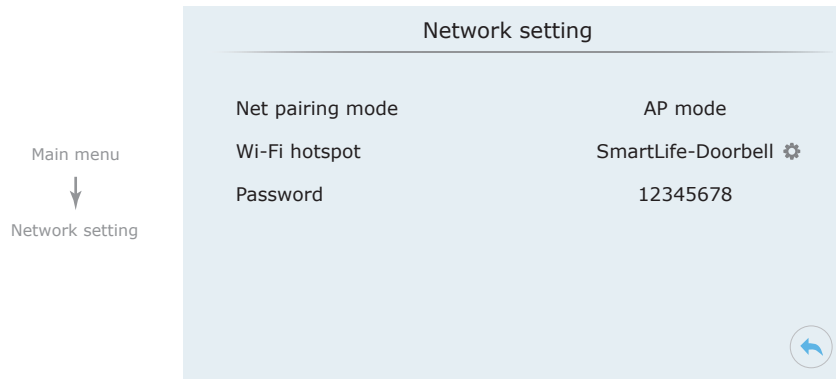 Network setting
Net pairing mode AP mode
Main menu
Wi-Fi hotspot SmartLife-Doorbell
Password 12345678
Network setting